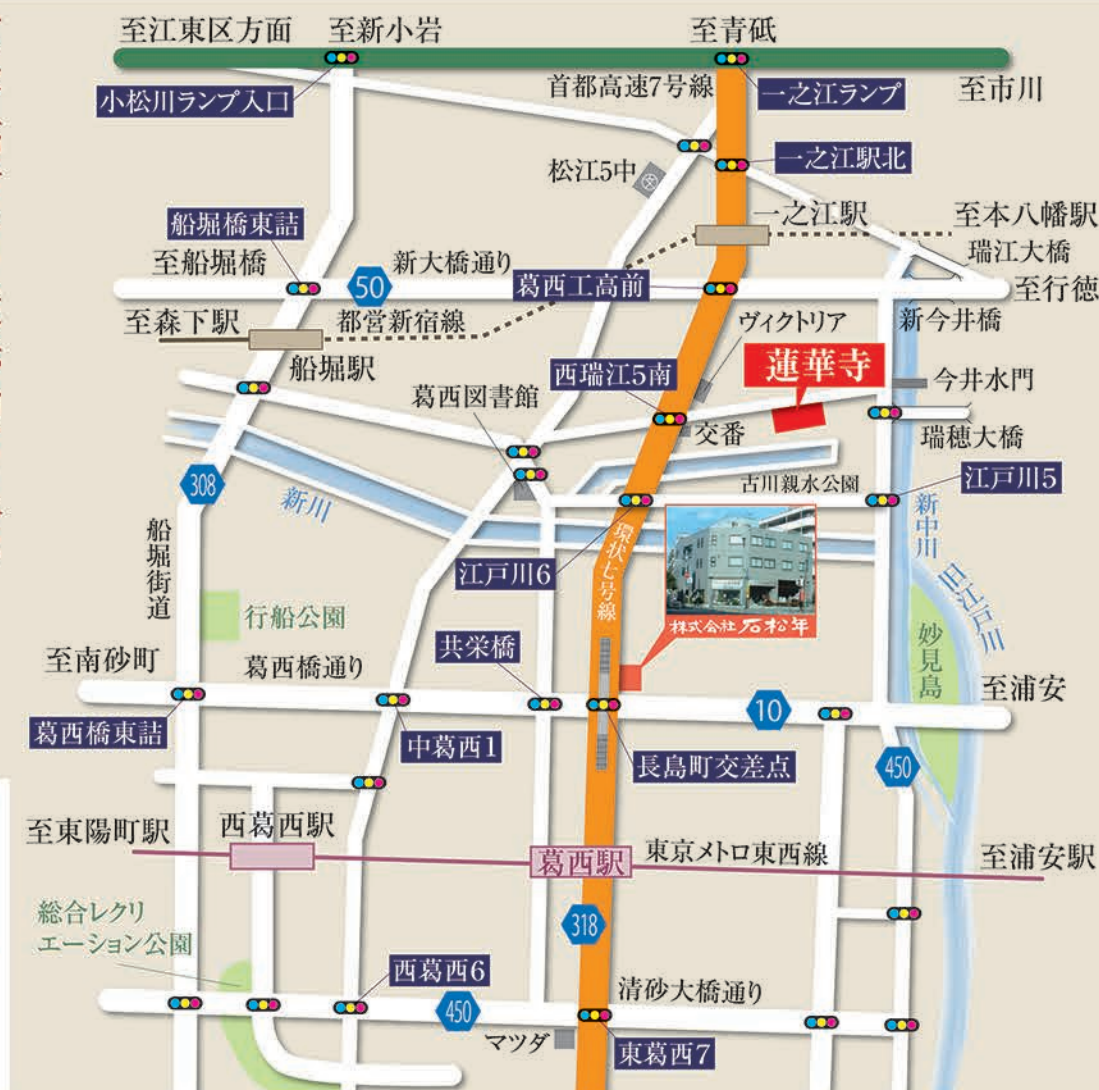 至江東区方面
至新小岩
至青砥
首都高速7号線
至市川
小松川ランプ入口
一之江ランプ
一之江駅北
松江5中
文
一之江駅
至本八幡駅
船堀橋東詰
瑞江大橋
至船堀橋
新大橋通り
50
葛西工高前
至行徳
至森下駅
都営新宿線
ヴィクトリア
新今井橋
船堀駅
西瑞江5南
蓮華寺
今井水門
葛西図書館
交番
瑞穂大橋
308
古川親水公園
江戸川5
新川
新中川
船堀街道
環状七号線
江戸川6
旧江戸川
株式会社 石松年
行船公園
妙見島
共栄橋
至南砂町
葛西橋通り
至浦安
10
葛西橋東詰
中葛西1
長島町交差点
450
至東陽町駅
西葛西駅
葛西駅
東京メトロ東西線
至浦安駅
総合レクリ
エーション公園
318
西葛西6
450
清砂大橋通り
マツダ
東葛西7